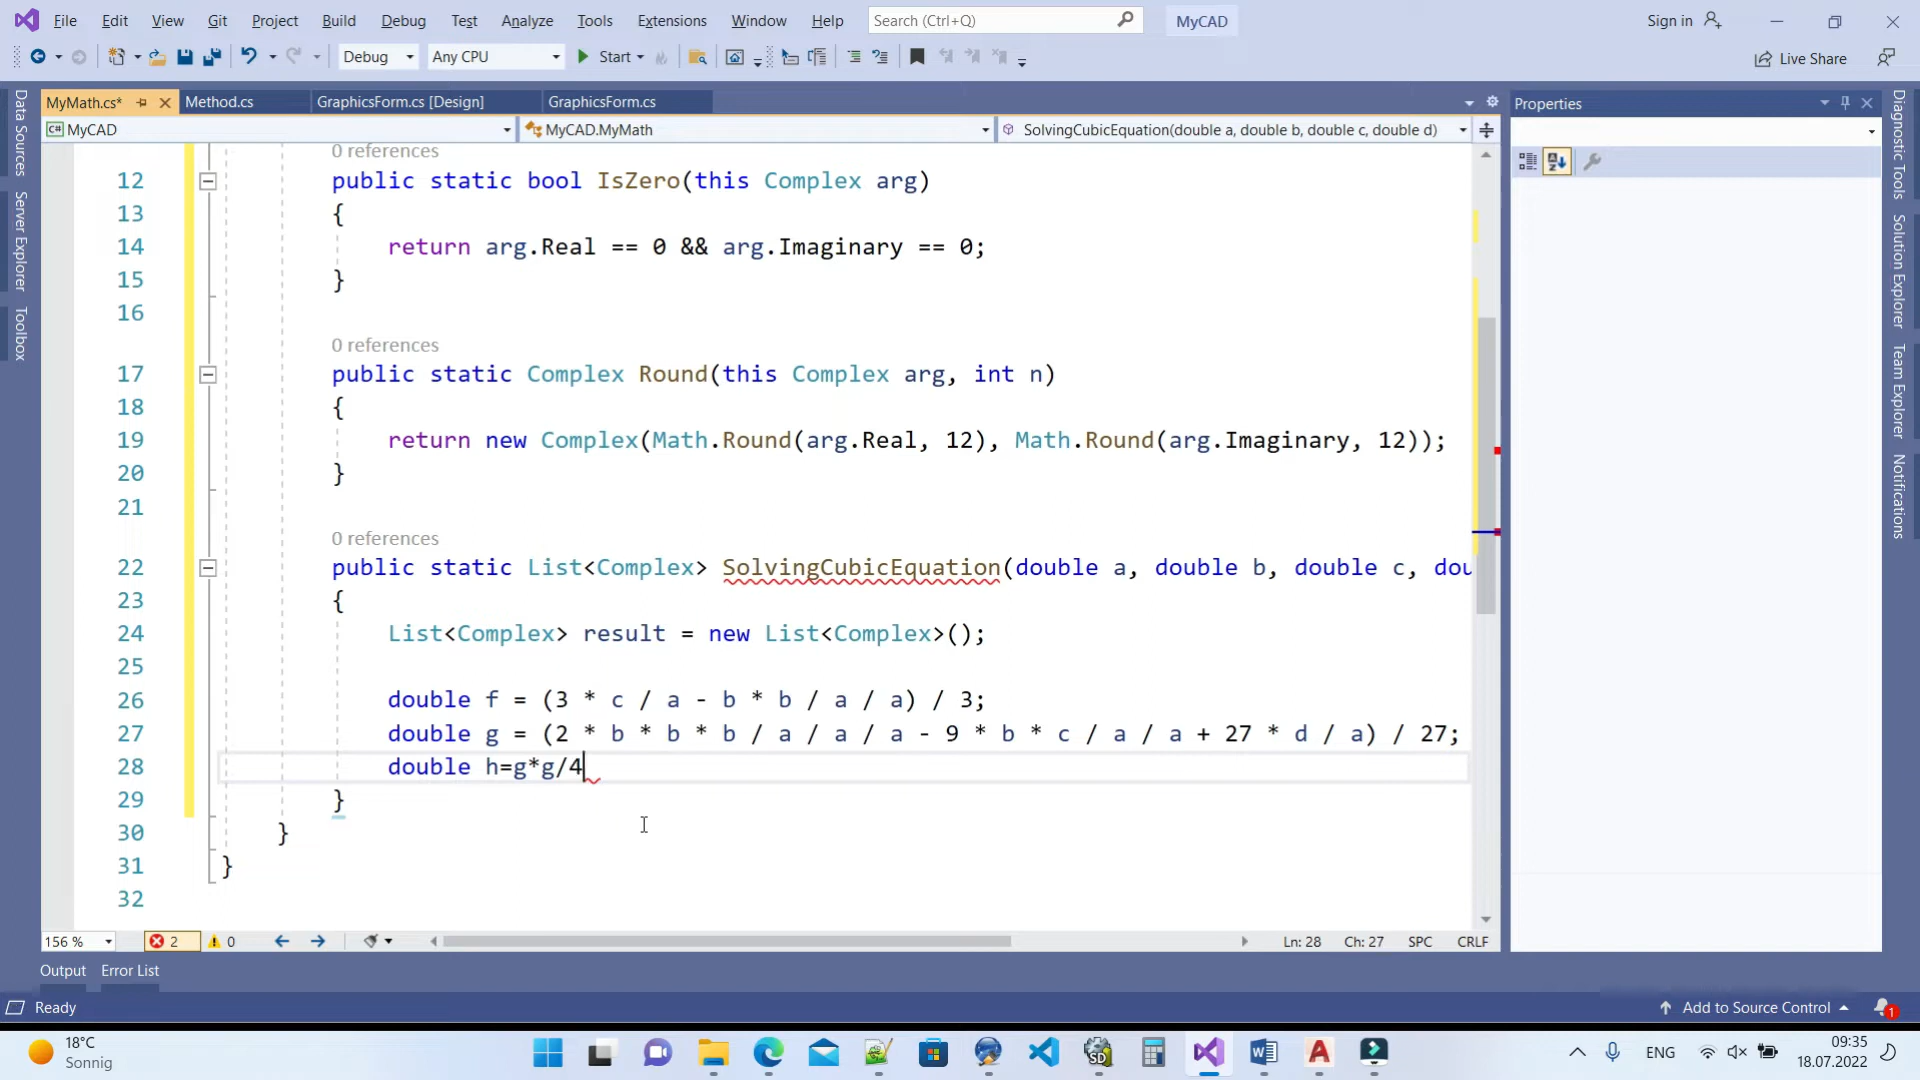 File Edit View Git Project Build Debug Test Analyze Tools Extensions Window Help Search (Ctrl+Q) MyCAD Sign in
Debug Any CPU Start Live Share
MyMath.cs* Method.cs GraphicsForm.cs [Design] GraphicsForm.cs Properties
MyCAD MyCAD.MyMath SolvingCubicEquation(double a, double b, double c, double d)
Data Sources
Server Explorer
Toolbox
0 references
12 public static bool IsZero(this Complex arg)
13 {
14 return arg.Real == 0 && arg.Imaginary == 0;
15 }
16
0 references
17 public static Complex Round(this Complex arg, int n)
18 {
19 return new Complex(Math.Round(arg.Real, 12), Math.Round(arg.Imaginary, 12));
20 }
21
0 references
22 public static List<Complex> SolvingCubicEquation(double a, double b, double c, dou
23 {
24 List<Complex> result = new List<Complex>();
25
26 double f = (3 * c / a - b * b / a / a) / 3;
27 double g = (2 * b * b * b / a / a / a - 9 * b * c / a / a + 27 * d / a) / 27;
28 double h=g*g/4
29 }
30 }
31 }
32
Diagnostic Tools
Solution Explorer
Team Explorer
Notifications
156 % 2 0 Ln: 28 Ch: 27 SPC CRLF
Output Error List
Ready Add to Source Control 1
18°C
Sonnig
SD
ENG
09:35
18.07.2022